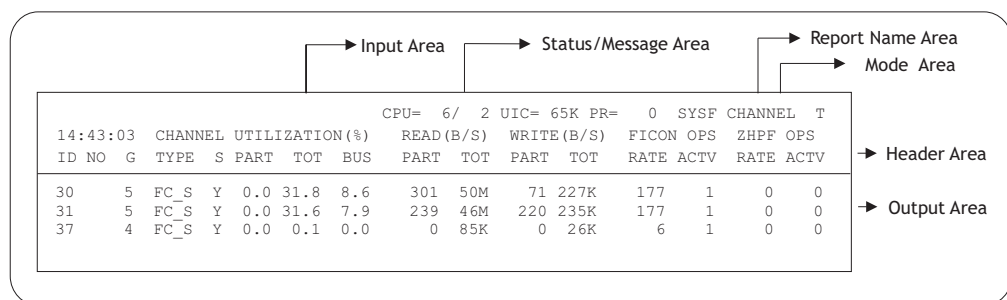 Input Area Status/Message Area Report Name Area
Mode Area
CPU= 6/ 2 UIC= 65K PR= 0 SYSF CHANNEL T
14:43:03 CHANNEL UTILIZATION(%) READ(B/S) WRITE(B/S) FICON OPS ZHPF OPS
ID NO G TYPE S PART TOT BUS PART TOT PART TOT RATE ACTV RATE ACTV
Header Area
30 5 FC_S Y 0.0 31.8 8.6 301 50M 71 227K 177 1 0 0
31 5 FC_S Y 0.0 31.6 7.9 239 46M 220 235K 177 1 0 0
Output Area
37 4 FC_S Y 0.0 0.1 0.0 0 85K 0 26K 6 1 0 0